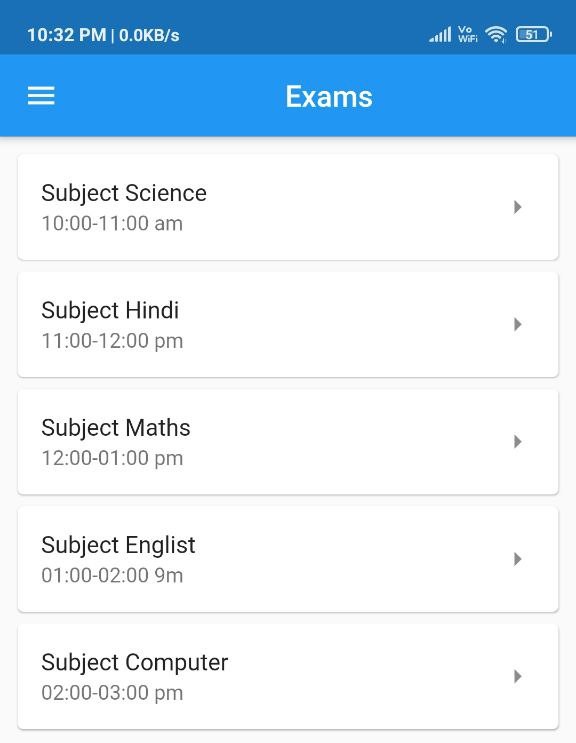 10:32 PM | 0.0KB/s Vo WiFi 51
Exams
Subject Science
10:00-11:00 am
Subject Hindi
11:00-12:00 pm
Subject Maths
12:00-01:00 pm
Subject Englist
01:00-02:00 9m
Subject Computer
02:00-03:00 pm